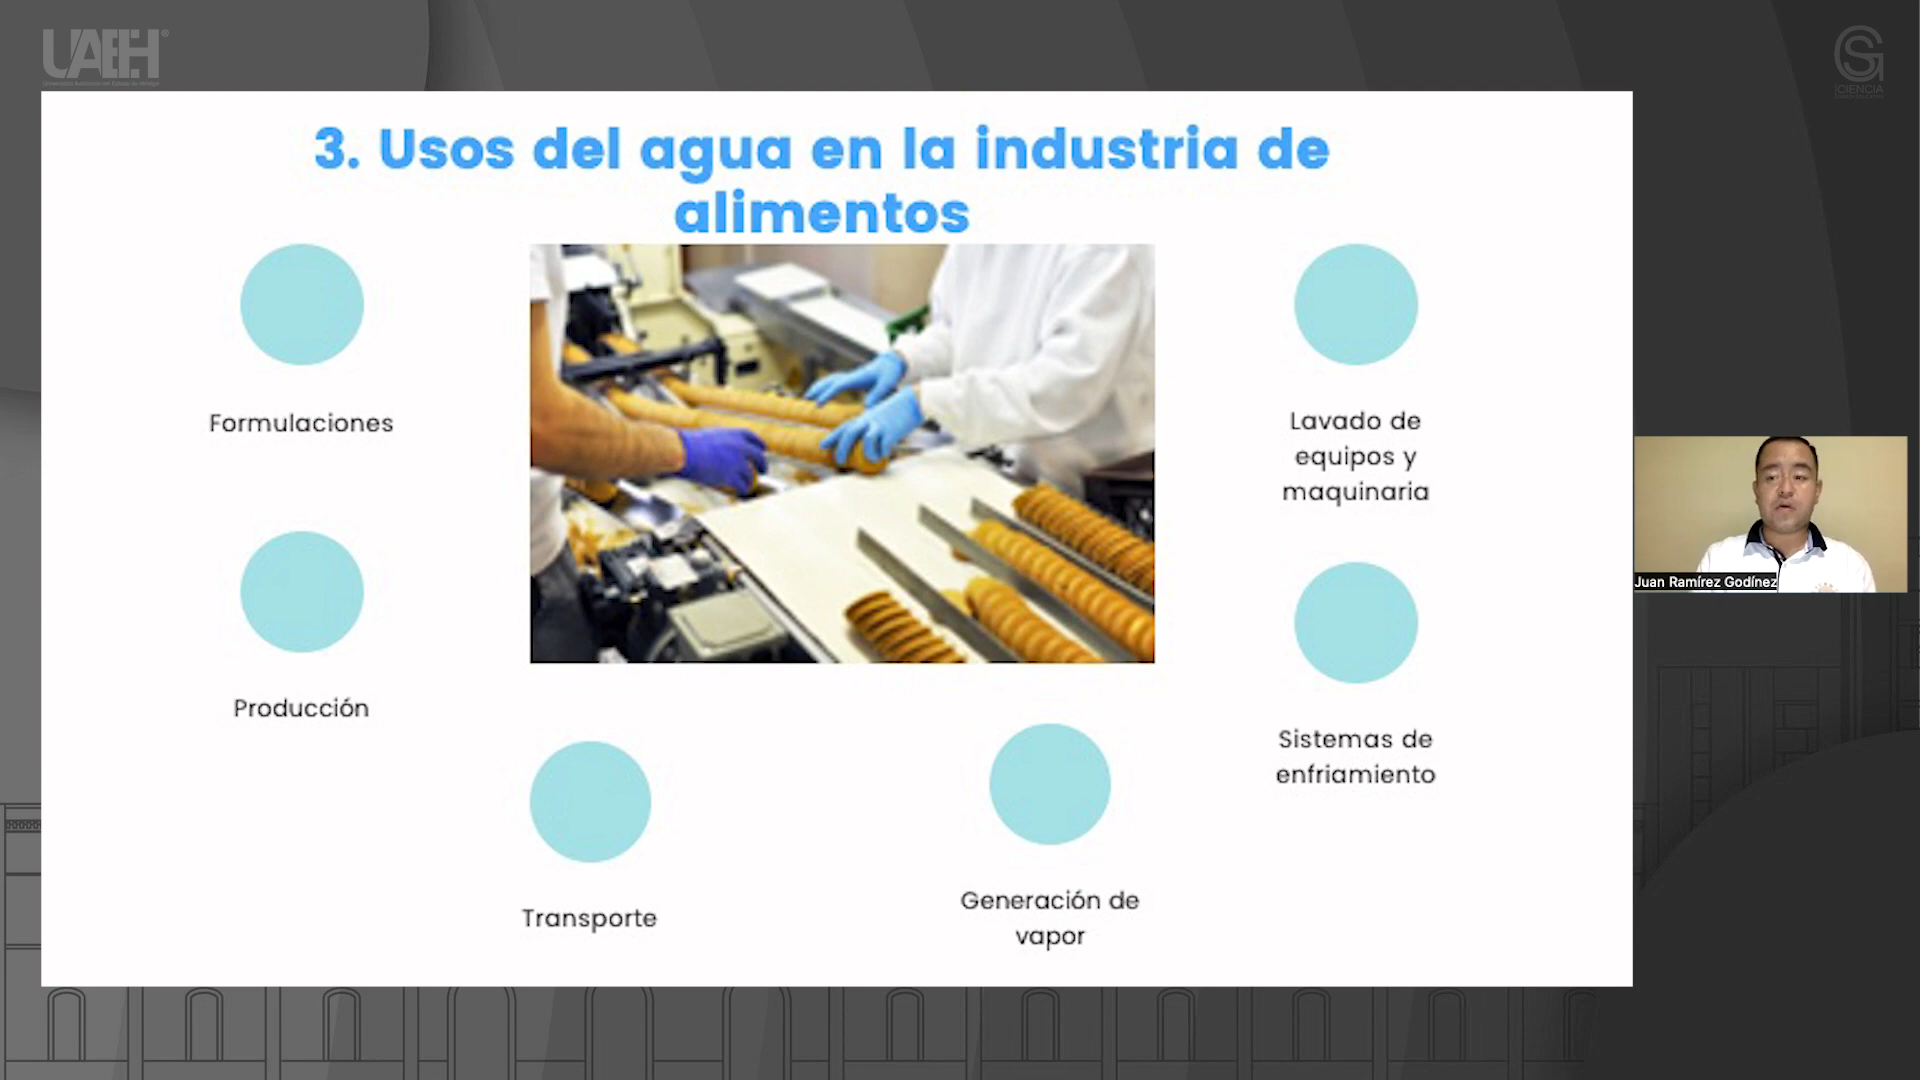 UAEH
3. Usos del agua en la industria de
alimentos
Formulaciones
Producción
Transporte
Generación de
vapor
Lavado de
equipos y
maquinaria
Sistemas de
enfriamiento
Juan Ramírez Godínez
CIENCIA